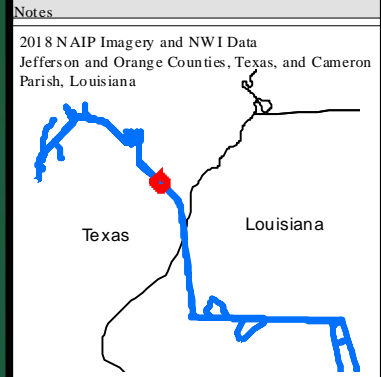 Notes
2018 NAIP Imagery and NWI Data
Jefferson and Orange Counties, Texas, and Cameron
Parish, Louisiana
Texas
Louisiana